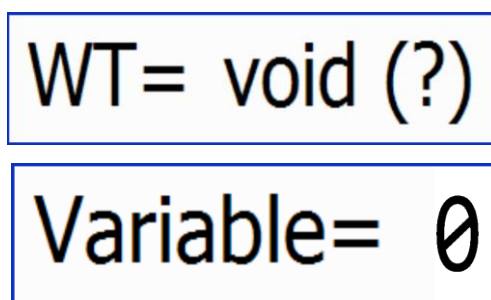 WT= void (?)
Variable= 0